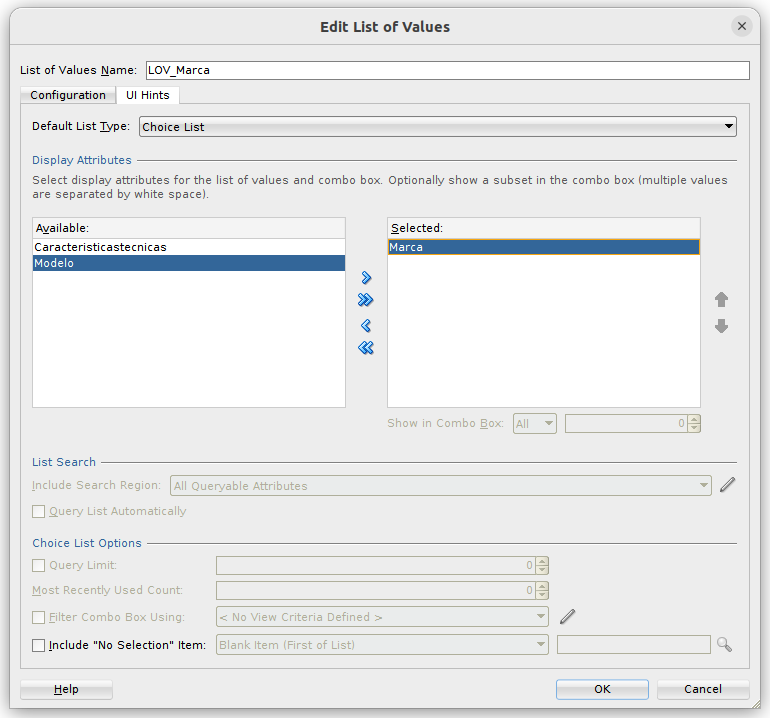 Edit List of Values
List of Values Name: LOV_Marca
Configuration UI Hints
Default List Type: Choice List
Display Attributes
Select display attributes for the list of values and combo box. Optionally show a subset in the combo box (multiple values
are separated by white space).
Available: Selected:
Caracteristicastecnicas Marca
Modelo
Show in Combo Box: All 0
List Search
Include Search Region: All Queryable Attributes
Query List Automatically
Choice List Options
Query Limit: 0
Most Recently Used Count: 0
Filter Combo Box Using: < No View Criteria Defined >
Include "No Selection" Item: Blank Item (First of List)
Help OK Cancel